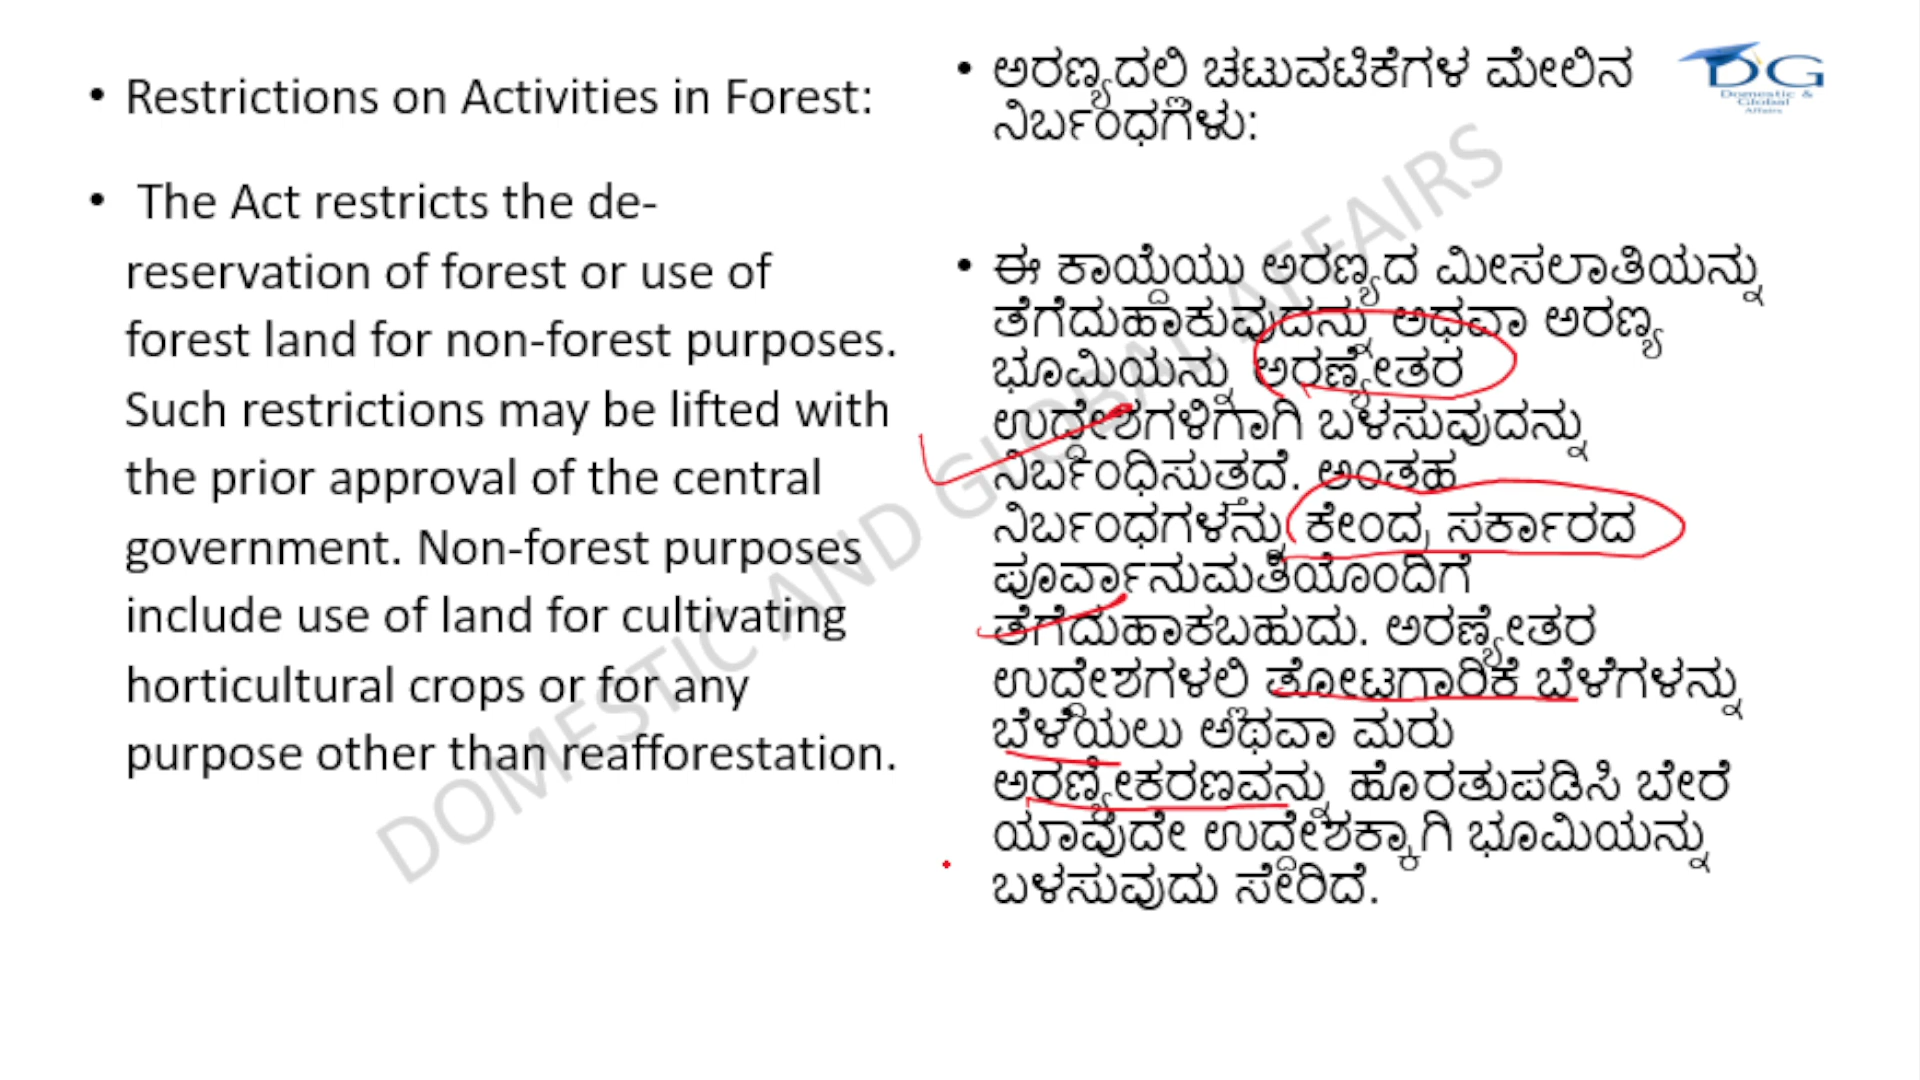 • Restrictions on Activities in Forest:
• The Act restricts the de-
reservation of forest or use of
forest land for non-forest purposes.
Such restrictions may be lifted with
the prior approval of the central
government. Non-forest purposes
include use of land for cultivating
horticultural crops or for any
purpose other than reafforestation.
• ಅರಣ್ಯದಲ್ಲಿ ಚಟುವಟಿಕೆಗಳ ಮೇಲಿನ
ನಿರ್ಬಂಧಗಳು:
• ಈ ಕಾಯ್ದೆಯು ಅರಣ್ಯದ ಮೀಸಲಾತಿಯನ್ನು
ತೆಗೆದುಹಾಕುವುದನ್ನು ಅಥವಾ ಅರಣ್ಯ
ಭೂಮಿಯನ್ನು ಅರಣ್ಯೇತರ
ಉದ್ದೇಶಗಳಿಗಾಗಿ ಬಳಸುವುದನ್ನು
ನಿರ್ಬಂಧಿಸುತ್ತದೆ. ಅಂತಹ
ನಿರ್ಬಂಧಗಳನ್ನು ಕೇಂದ್ರ ಸರ್ಕಾರದ
ಪೂರ್ವಾನುಮತಿಯೊಂದಿಗೆ
ತೆಗೆದುಹಾಕಬಹುದು. ಅರಣ್ಯೇತರ
ಉದ್ದೇಶಗಳಲ್ಲಿ ತೋಟಗಾರಿಕೆ ಬೆಳೆಗಳನ್ನು
ಬೆಳೆಯಲು ಅಥವಾ ಮರು
ಅರಣ್ಯೀಕರಣವನ್ನು ಹೊರತುಪಡಿಸಿ ಬೇರೆ
ಯಾವುದೇ ಉದ್ದೇಶಕ್ಕಾಗಿ ಭೂಮಿಯನ್ನು
ಬಳಸುವುದು ಸೇರಿದೆ.
DG
Domestic &
Global
Affairs
DOMESTIC AND GLOBAL AFFAIRS